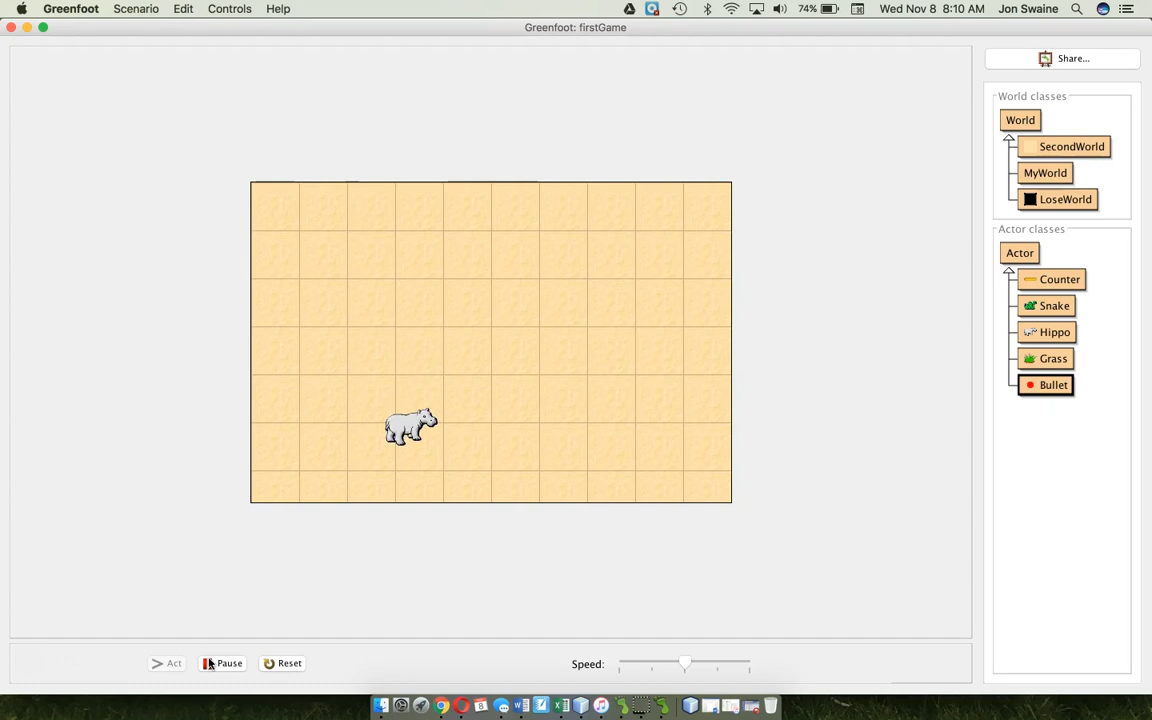 Greenfoot Scenario Edit Controls Help 74% Wed Nov 8 8:10 AM Jon Swaine
Greenfoot: firstGame
Share...
World classes
World
SecondWorld
MyWorld
LoseWorld
Actor classes
Actor
Counter
Snake
Hippo
Grass
Bullet
Act Pause Reset Speed: